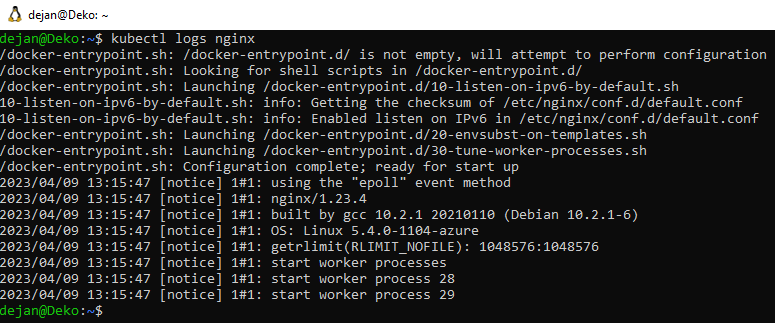 dejan@Deko: ~
dejan@Deko:~$ kubectl logs nginx
/docker-entrypoint.sh: /docker-entrypoint.d/ is not empty, will attempt to perform configuration
/docker-entrypoint.sh: Looking for shell scripts in /docker-entrypoint.d/
/docker-entrypoint.sh: Launching /docker-entrypoint.d/10-listen-on-ipv6-by-default.sh
10-listen-on-ipv6-by-default.sh: info: Getting the checksum of /etc/nginx/conf.d/default.conf
10-listen-on-ipv6-by-default.sh: info: Enabled listen on IPv6 in /etc/nginx/conf.d/default.conf
/docker-entrypoint.sh: Launching /docker-entrypoint.d/20-envsubst-on-templates.sh
/docker-entrypoint.sh: Launching /docker-entrypoint.d/30-tune-worker-processes.sh
/docker-entrypoint.sh: Configuration complete; ready for start up
2023/04/09 13:15:47 [notice] 1#1: using the "epoll" event method
2023/04/09 13:15:47 [notice] 1#1: nginx/1.23.4
2023/04/09 13:15:47 [notice] 1#1: built by gcc 10.2.1 20210110 (Debian 10.2.1-6)
2023/04/09 13:15:47 [notice] 1#1: OS: Linux 5.4.0-1104-azure
2023/04/09 13:15:47 [notice] 1#1: getrlimit(RLIMIT_NOFILE): 1048576:1048576
2023/04/09 13:15:47 [notice] 1#1: start worker processes
2023/04/09 13:15:47 [notice] 1#1: start worker process 28
2023/04/09 13:15:47 [notice] 1#1: start worker process 29
dejan@Deko:~$